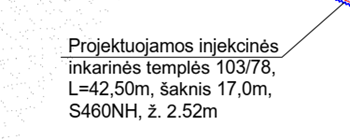 Projektuojamos injekcinės
inkarinės templės 103/78,
L=42,50m, šaknis 17,0m,
S460NH, ž. 2.52m